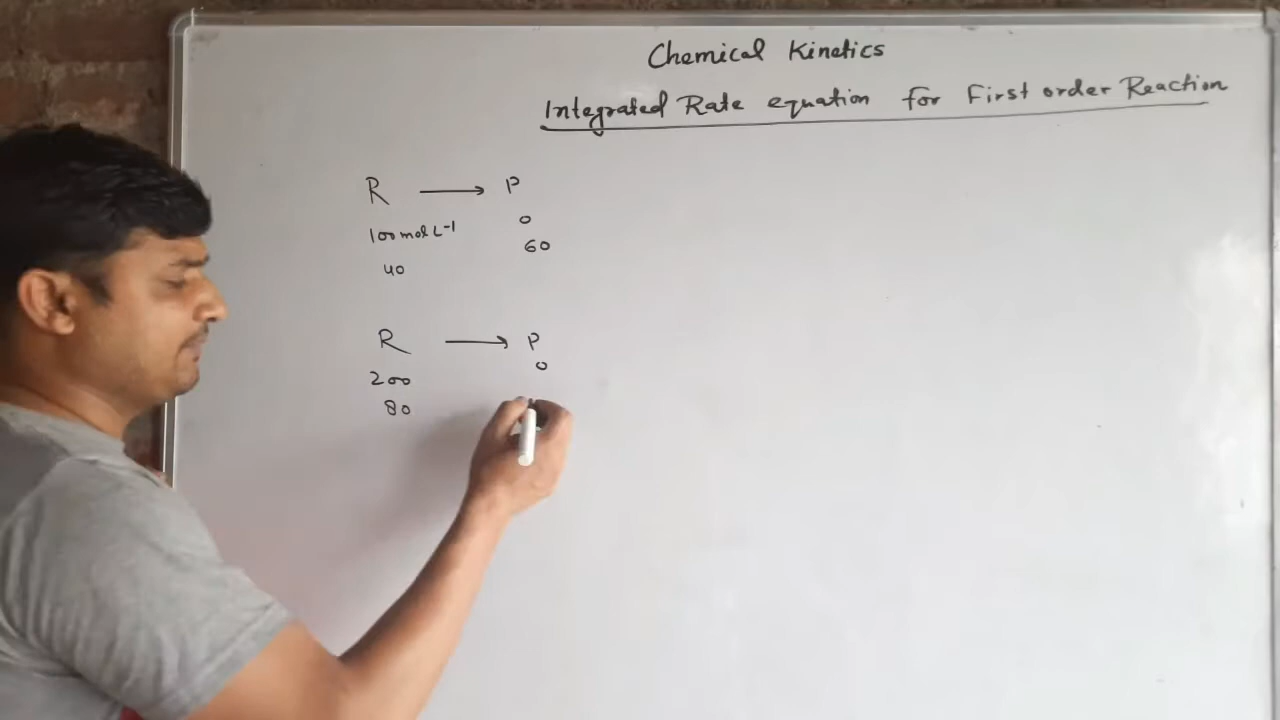 Chemical Kinetics
Integrated Rate equation for First order Reaction
R ⟶ P
100 mol L⁻¹ 0
40 60
R ⟶ P
200 0
80